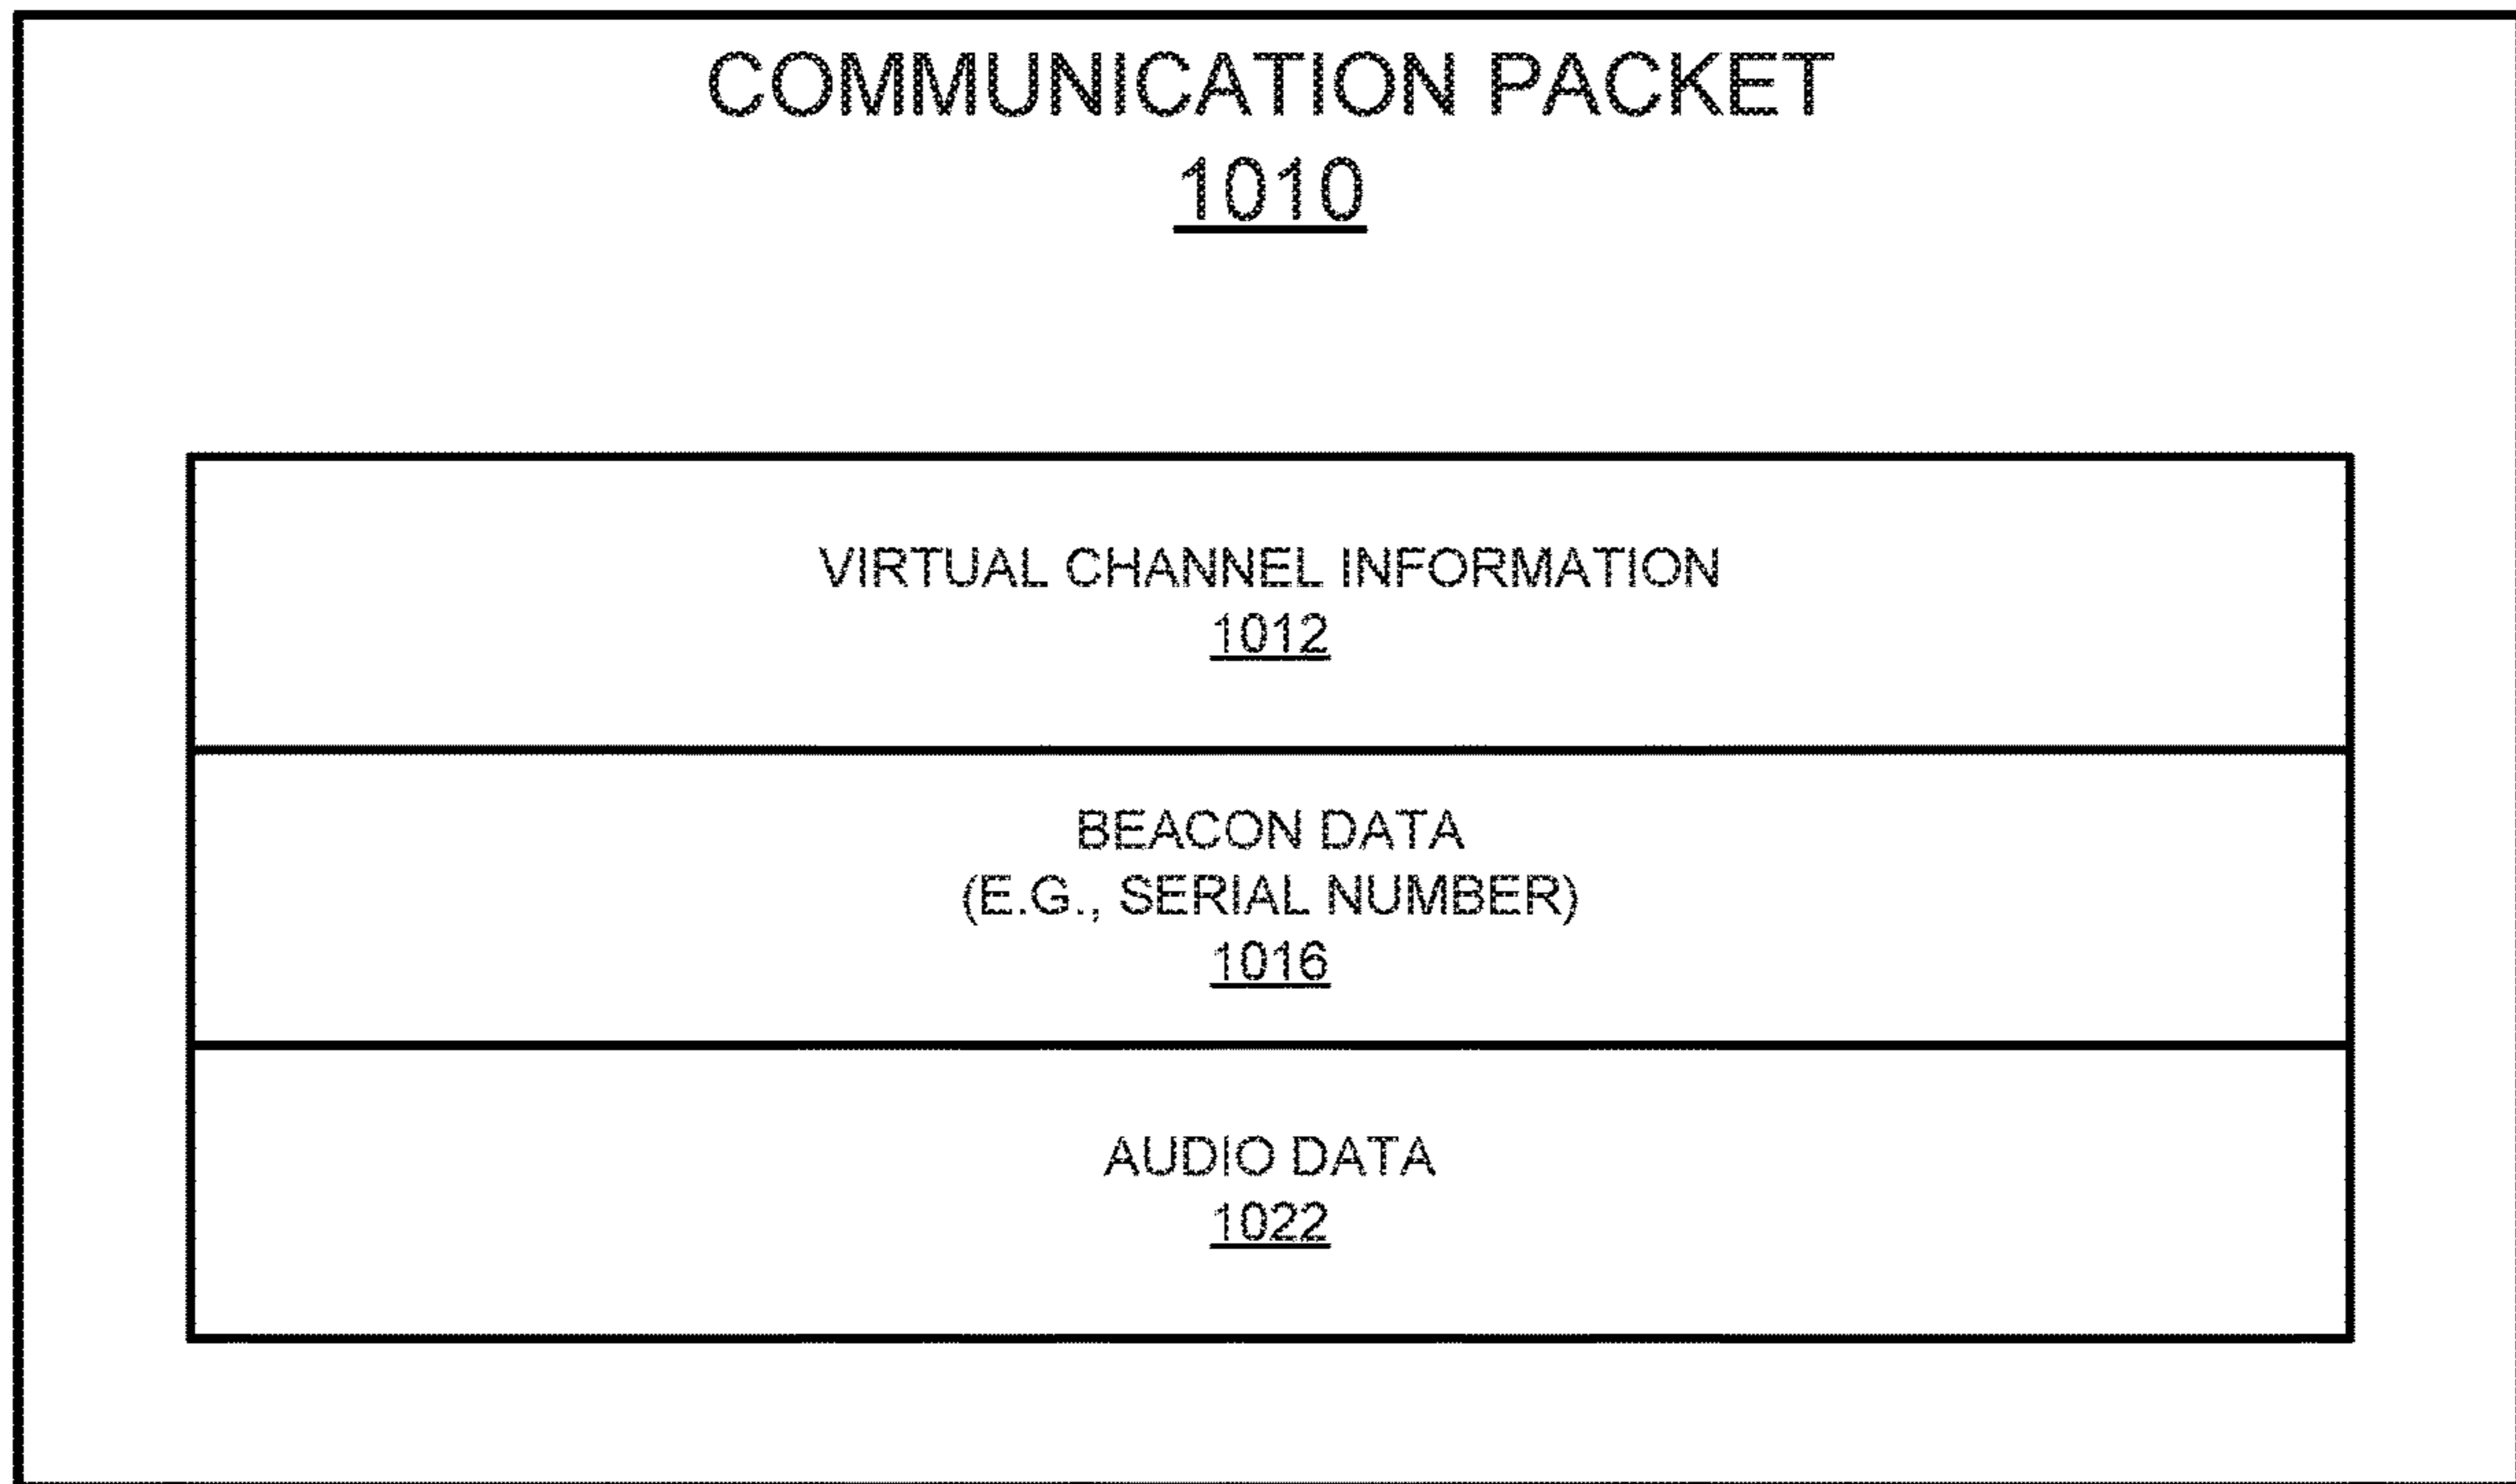 COMMUNICATION PACKET
1010
VIRTUAL CHANNEL INFORMATION
1012
BEACON DATA
(E.G., SERIAL NUMBER)
1016
AUDIO DATA
1022